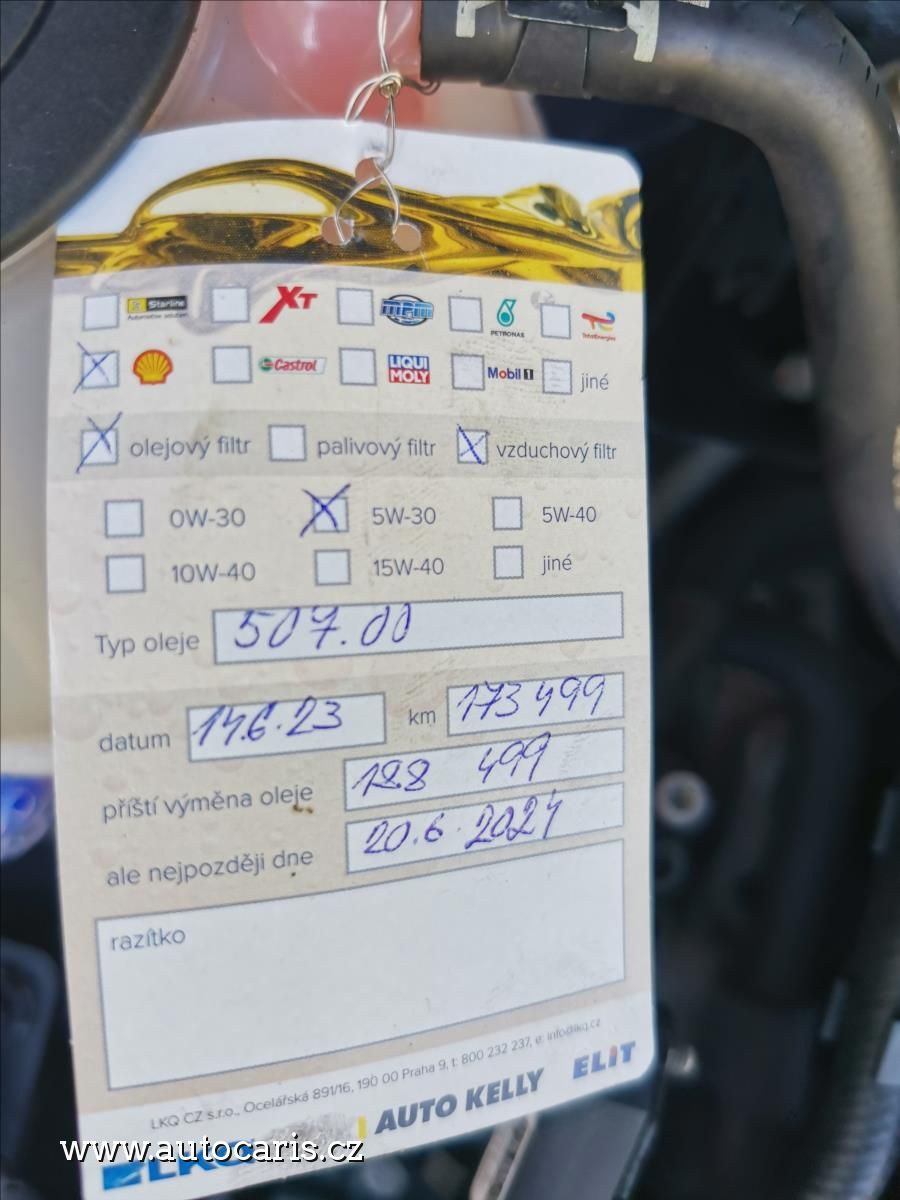 Starline XT MPM PETRONAS TotalEnergies
Castrol LIQUI MOLY Mobil 1 jiné
olejový filtr palivový filtr vzduchový filtr
0W-30 5W-30 5W-40
10W-40 15W-40 jiné
Typ oleje 507.00
datum 14.6.23 km 173 499
příští výměna oleje 188 499
ale nejpozději dne 20.6.2024
razítko
LKQ CZ s.r.o., Ocelářská 891/16, 190 00 Praha 9, t: 800 232 237, e: info@lkq.cz
LKQ AUTO KELLY ELIT
www.autocaris.cz